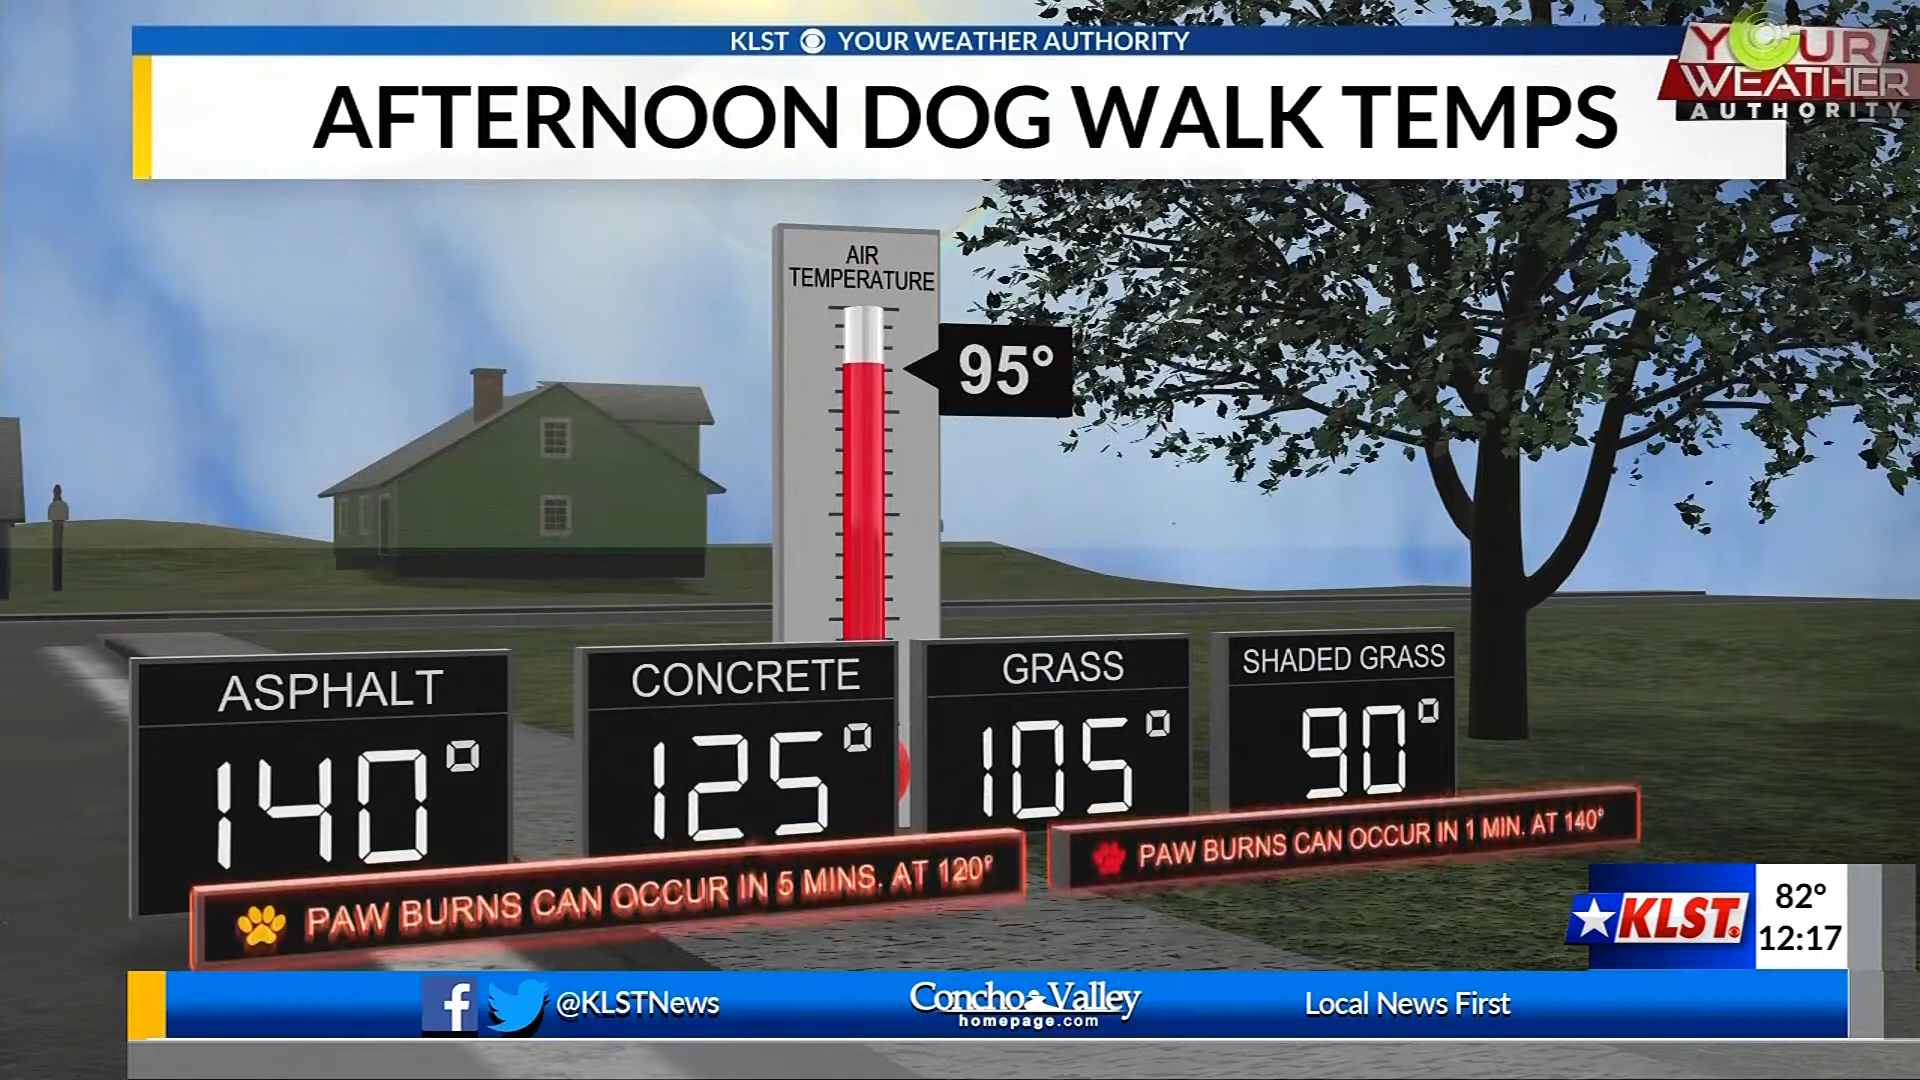 KLST YOUR WEATHER AUTHORITY
AFTERNOON DOG WALK TEMPS
YOUR
WEATHER
AUTHORITY
AIR
TEMPERATURE
95°
ASPHALT
140°
CONCRETE
125°
GRASS
105°
SHADED GRASS
90°
PAW BURNS CAN OCCUR IN 5 MINS. AT 120°
PAW BURNS CAN OCCUR IN 1 MIN. AT 140°
KLST
82°
12:17
@KLSTNews
Concho Valley
homepage.com
Local News First